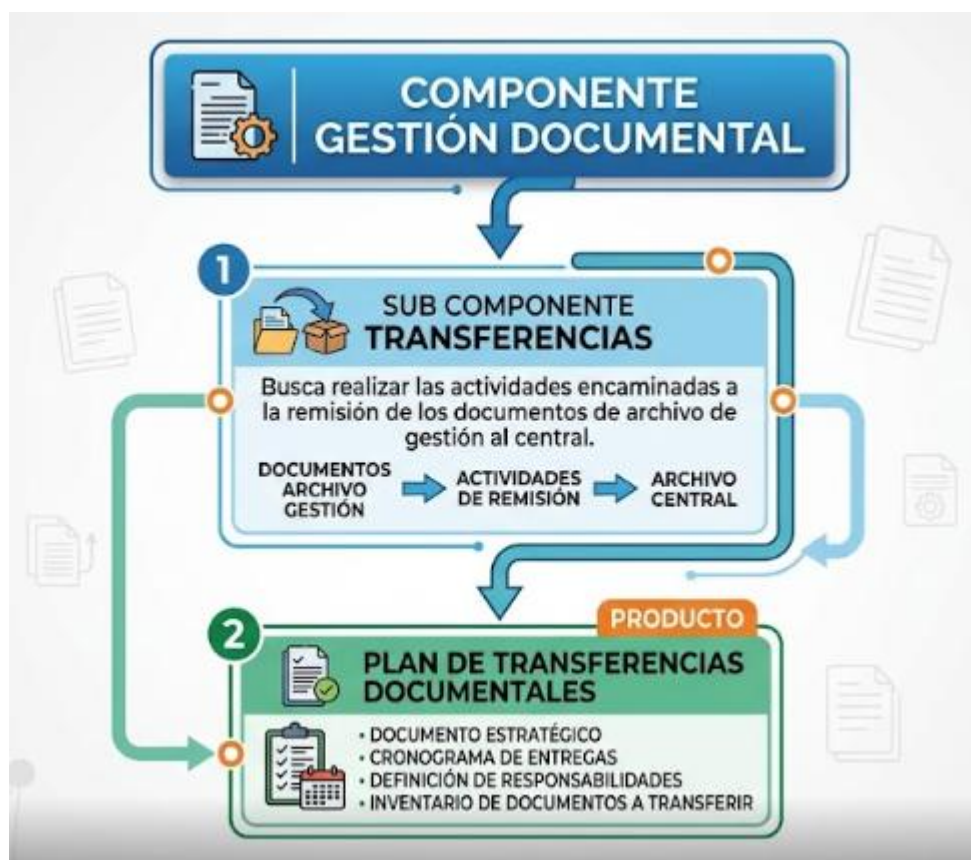 COMPONENTE
GESTIÓN DOCUMENTAL
1
SUB COMPONENTE
TRANSFERENCIAS
Busca realizar las actividades encaminadas a
la remisión de los documentos de archivo de
gestión al central.
DOCUMENTOS
ARCHIVO
GESTIÓN
ACTIVIDADES
DE REMISIÓN
ARCHIVO
CENTRAL
PRODUCTO
2
PLAN DE TRANSFERENCIAS
DOCUMENTALES
• DOCUMENTO ESTRATÉGICO
• CRONOGRAMA DE ENTREGAS
• DEFINICIÓN DE RESPONSABILIDADES
• INVENTARIO DE DOCUMENTOS A TRANSFERIR